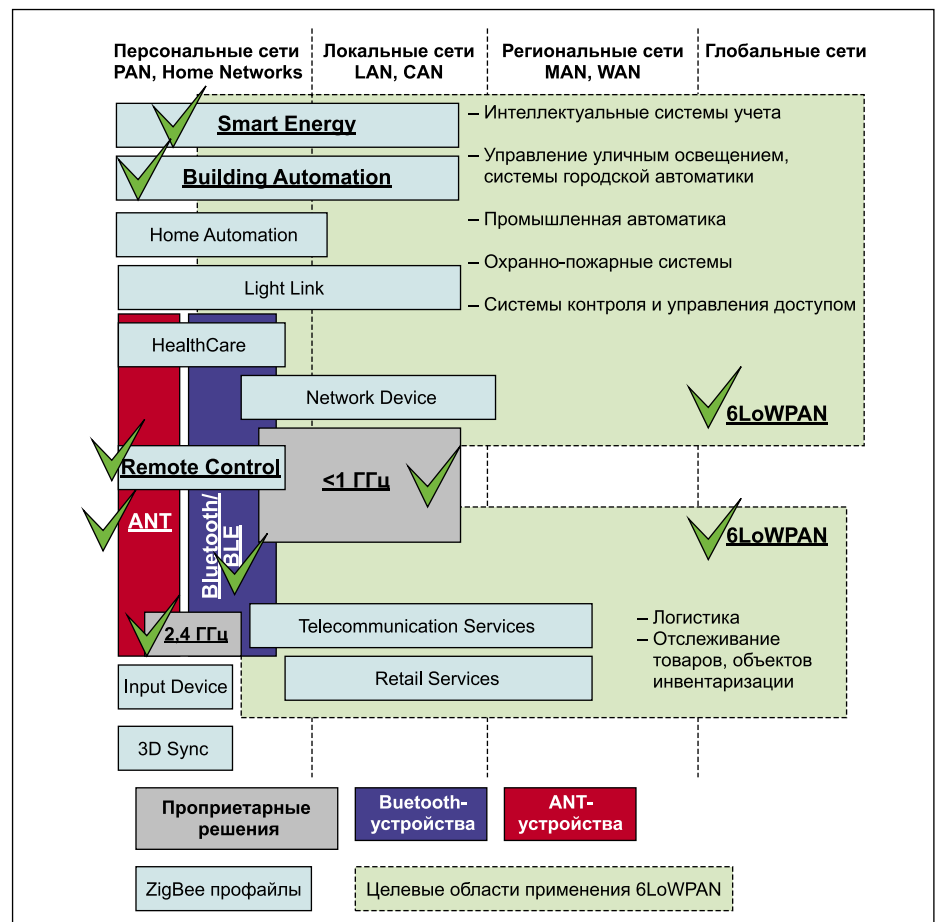 Персональные сети
PAN, Home Networks
Локальные сети
LAN, CAN
Региональные сети
MAN, WAN
Глобальные сети
Smart Energy
Building Automation
Home Automation
Light Link
– Интеллектуальные системы учета
– Управление уличным освещением,
системы городской автоматики
– Промышленная автоматика
– Охранно-пожарные системы
– Системы контроля и управления доступом
HealthCare
Network Device
6LoWPAN
Remote Control
<1 ГГц
ANT
Bluetooth/
BLE
6LoWPAN
2,4 ГГц
Telecommunication Services
Retail Services
– Логистика
– Отслеживание
товаров, объектов
инвентаризации
Input Device
3D Sync
Проприетарные
решения
Buetooth-
устройства
ANT-
устройства
ZigBee профайлы
Целевые области применения 6LoWPAN